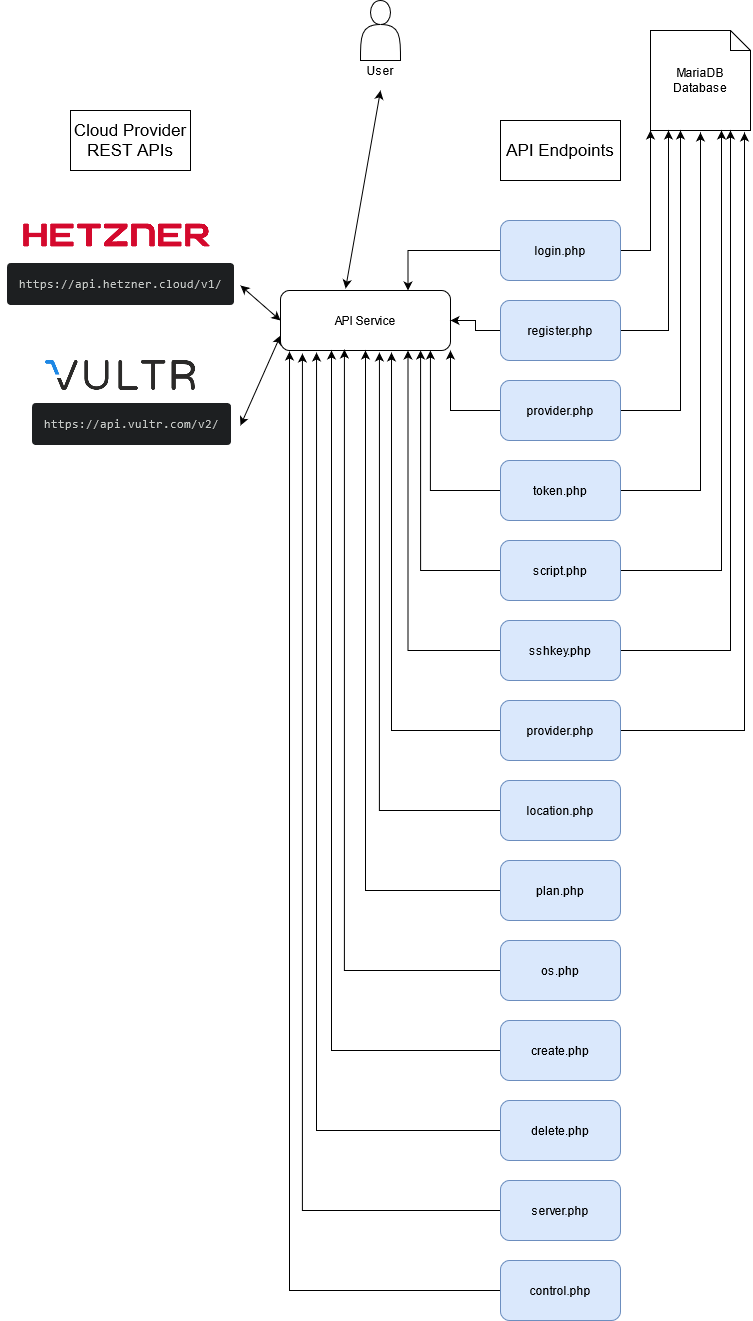 User
MariaDB
Database
Cloud Provider
REST APIs
API Endpoints
HETZNER
https://api.hetzner.cloud/v1/
VULTR
https://api.vultr.com/v2/
API Service
login.php
register.php
provider.php
token.php
script.php
sshkey.php
provider.php
location.php
plan.php
os.php
create.php
delete.php
server.php
control.php